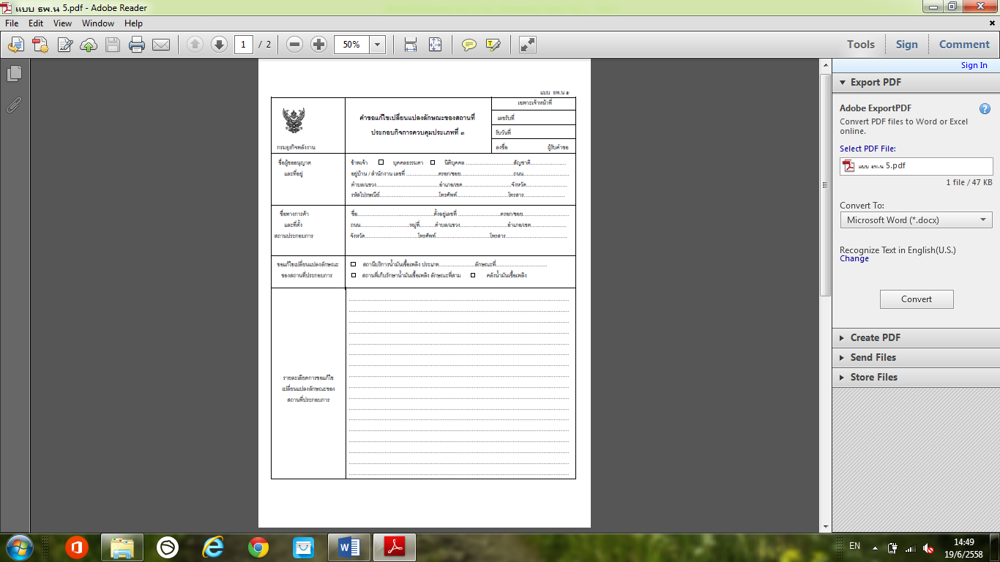 แบบ ธพ.น 5.pdf - Adobe Reader
File Edit View Window Help
1 / 2 50% Tools Sign Comment
Sign In
Export PDF
Adobe ExportPDF
Convert PDF files to Word or Excel
online.
Select PDF File:
แบบ ธพ.น 5.pdf
1 file / 47 KB
Convert To:
Microsoft Word (*.docx)
Recognize Text in English(U.S.)
Change
Convert
Create PDF
Send Files
Store Files
แบบ ธพ.น ๕
กรมธุรกิจพลังงาน
คำขอแก้ไขเปลี่ยนแปลงลักษณะของสถานที่
ประกอบกิจการควบคุมประเภทที่ ๓
เฉพาะเจ้าหน้าที่
เลขรับที่
รับวันที่
ลงชื่อ ผู้รับคำขอ
ชื่อผู้ขออนุญาต
และที่อยู่
ข้าพเจ้า บุคคลธรรมดา นิติบุคคล ..............................สัญชาติ.......................
อยู่บ้าน / สำนักงาน เลขที่ .....................ตรอก/ซอย..................................ถนน.............................
ตำบล/แขวง........................................อำเภอ/เขต...............................จังหวัด..........................
รหัสไปรษณีย์.....................................โทรศัพท์................................โทรสาร..........................
ชื่อทางการค้า
และที่ตั้ง
สถานประกอบการ
ชื่อ................................................ตั้งอยู่เลขที่ ...........................ตรอก/ซอย.............................
ถนน...............................หมู่ที่.........ตำบล/แขวง..............................อำเภอ/เขต......................
จังหวัด.................................โทรศัพท์..................................โทรสาร.......................................
ขอแก้ไขเปลี่ยนแปลงลักษณะ
ของสถานที่ประกอบการ
สถานีบริการน้ำมันเชื้อเพลิง ประเภท.......................ลักษณะที่................................
สถานที่เก็บรักษาน้ำมันเชื้อเพลิง ลักษณะที่สาม คลังน้ำมันเชื้อเพลิง
รายละเอียดการขอแก้ไข
เปลี่ยนแปลงลักษณะของ
สถานที่ประกอบการ
EN
14:49
19/6/2558